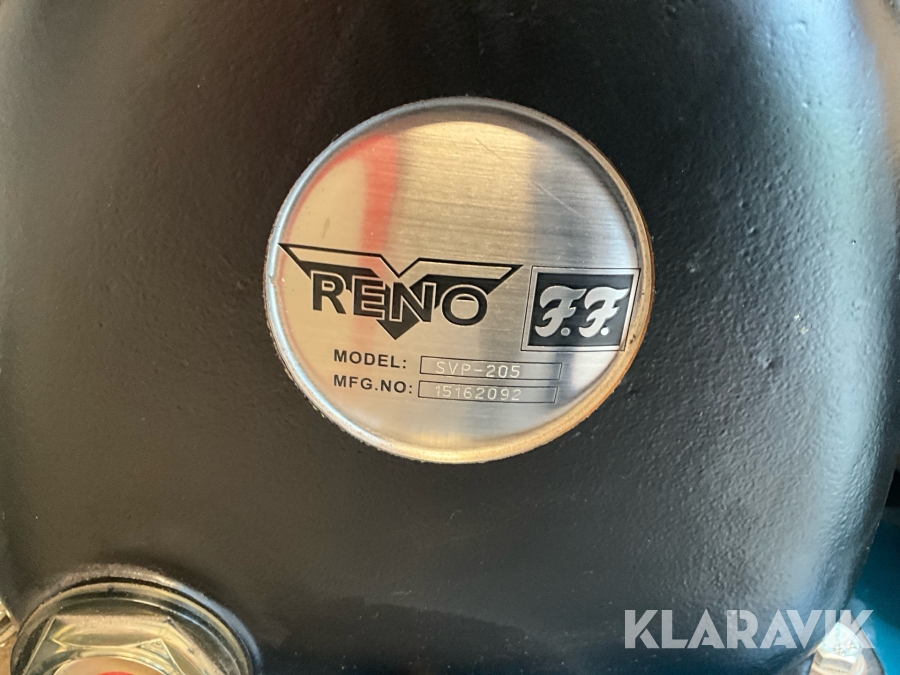 RENO F.F.
MODEL: SVP-205
MFG.NO: 15162092
KLARAVIK